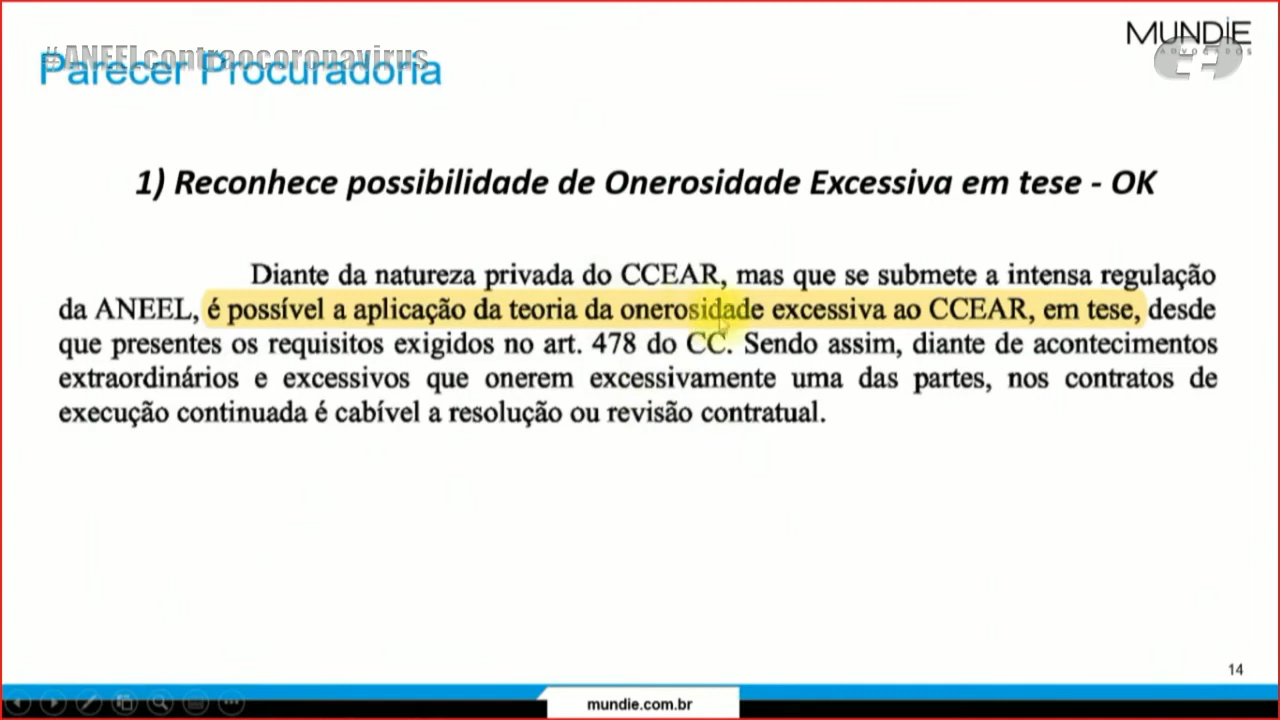 #ANEELcontraocoronavirus
Parecer Procuradoria
MUNDIE
ADVOGADOS
1) Reconhece possibilidade de Onerosidade Excessiva em tese - OK
Diante da natureza privada do CCEAR, mas que se submete a intensa regulação
da ANEEL, é possível a aplicação da teoria da onerosidade excessiva ao CCEAR, em tese, desde
que presentes os requisitos exigidos no art. 478 do CC. Sendo assim, diante de acontecimentos
extraordinários e excessivos que onerem excessivamente uma das partes, nos contratos de
execução continuada é cabível a resolução ou revisão contratual.
14
mundie.com.br